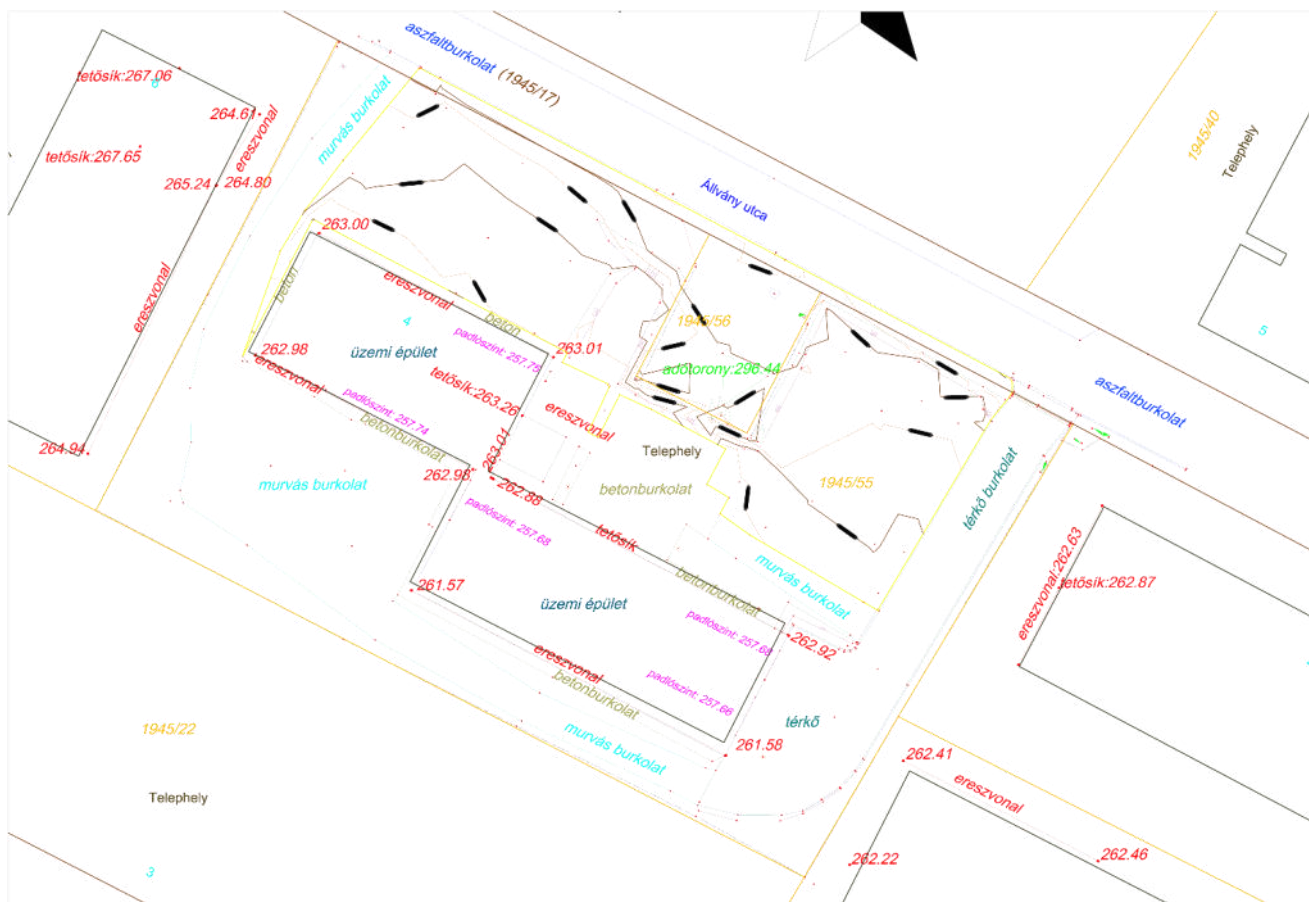 aszfaltburkolat (1945/17)
tetősík:267.06
6
264.61
ereszvonal
murvás burkolat
tetősík:267.65
265.24
264.80
ereszvonal
264.94
1945/40
Telephely
5
Állvány utca
263.00
beton
ereszvonal
beton
4
padlószint: 257.75
263.01
262.98
üzemi épület
ereszvonal
tetősík:263.26
ereszvonal
padlószint: 257.74
betonburkolat
263.01
262.98
262.88
murvás burkolat
1945/56
adótorony:296.44
aszfaltburkolat
Telephely
1945/55
betonburkolat
térkő burkolat
padlószint: 257.68
tetősík
261.57
üzemi épület
betonburkolat
murvás burkolat
padlószint: 257.69
262.92
ereszvonal:262.63
tetősík:262.87
ereszvonal
betonburkolat
padlószint: 257.66
murvás burkolat
térkő
261.58
1945/22
Telephely
3
262.41
ereszvonal
262.22
262.46